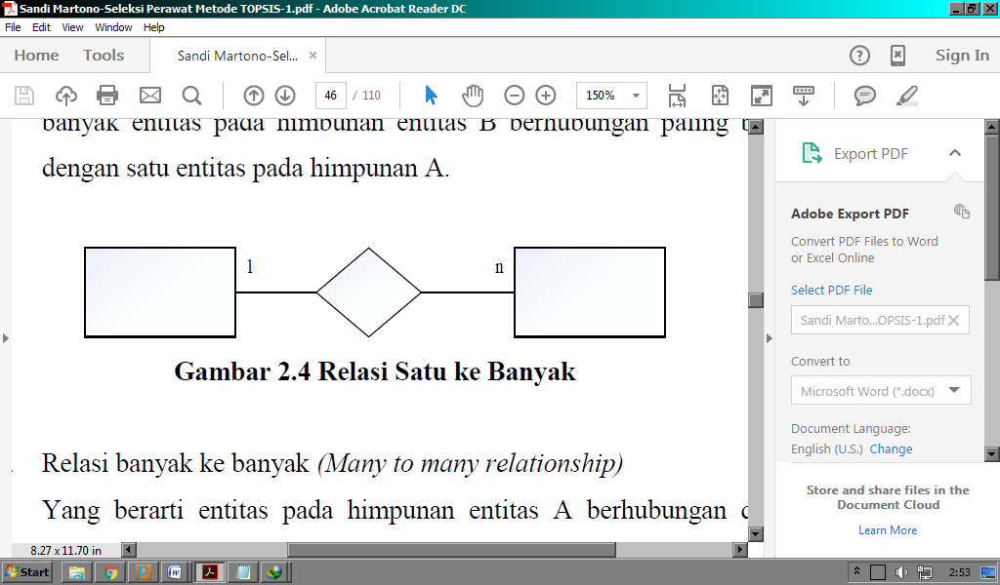 Sandi Martono-Seleksi Perawat Metode TOPSIS-1.pdf - Adobe Acrobat Reader DC
File Edit View Window Help
Home Tools Sandi Martono-Sel... × Sign In
46 / 110 150%
banyak entitas pada himbunan entitas B berhubungan paling
dengan satu entitas pada himpunan A.
1 n
Gambar 2.4 Relasi Satu ke Banyak
Relasi banyak ke banyak (Many to many relationship)
Yang berarti entitas pada himpunan entitas A berhubungan
8.27 x 11.70 in
Export PDF
Adobe Export PDF
Convert PDF Files to Word
or Excel Online
Select PDF File
Sandi Marto...OPSIS-1.pdf
Convert to
Microsoft Word (*.docx)
Document Language:
English (U.S.) Change
Store and share files in the
Document Cloud
Learn More
Start 2:53